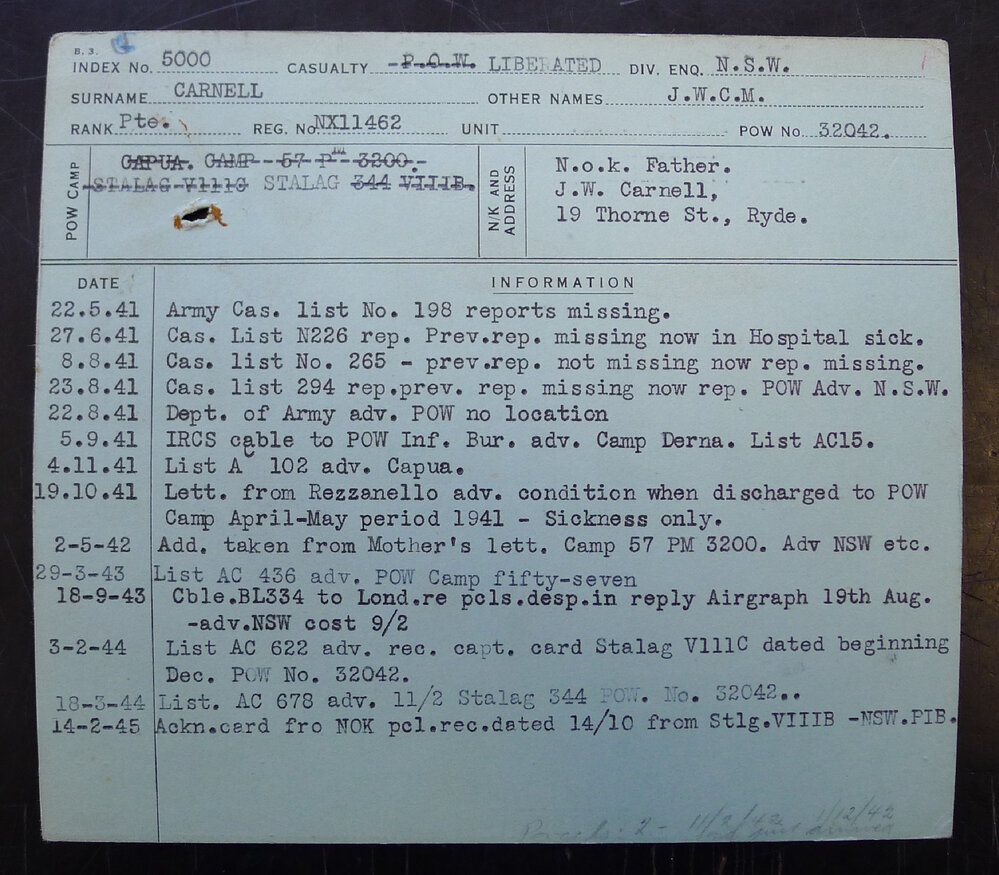 B.3.
INDEX No. 5000 CASUALTY P.O.W. LIBERATED DIV. ENQ. N.S.W.
SURNAME CARNELL OTHER NAMES J.W.C.M.
RANK Pte. REG. No. NX11462 UNIT POW No. 32042.
POW CAMP
CAPUA. CAMP 57 PM 3200.
STALAG V111C STALAG 344 VIIIB.
N/K AND ADDRESS
N.o.k. Father.
J.W. Carnell,
19 Thorne St., Ryde.
DATE INFORMATION
22.5.41 Army Cas. list No. 198 reports missing.
27.6.41 Cas. List N226 rep. Prev.rep. missing now in Hospital sick.
8.8.41 Cas. list No. 265 - prev.rep. not missing now rep. missing.
23.8.41 Cas. list 294 rep.prev. rep. missing now rep. POW Adv. N.S.W.
22.8.41 Dept. of Army adv. POW no location
5.9.41 IRCS cable to POW Inf. Bur. adv. Camp Derna. List AC15.
4.11.41 List AC 102 adv. Capua.
19.10.41 Lett. from Rezzanello adv. condition when discharged to POW
Camp April-May period 1941 - Sickness only.
2-5-42 Add. taken from Mother's lett. Camp 57 PM 3200. Adv NSW etc.
29-3-43 List AC 436 adv. POW Camp fifty-seven
18-9-43 Cble.BL334 to Lond.re pcls.desp.in reply Airgraph 19th Aug.
-adv.NSW cost 9/2
3-2-44 List AC 622 adv. rec. capt. card Stalag V111C dated beginning
Dec. POW No. 32042.
18-3-44 List. AC 678 adv. 11/2 Stalag 344 POW. No. 32042..
14-2-45 Ackn.card fro NOK pcl.rec.dated 14/10 from Stlg.VIIIB -NSW.PIB.
Parcels: 2 - 11/2/42 1/12/42